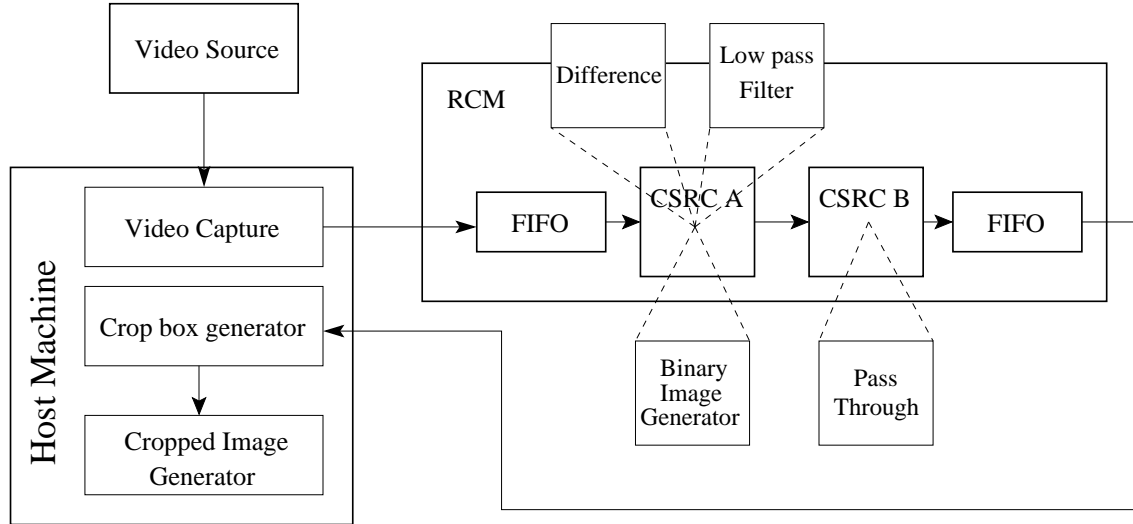 Video Source
Host Machine
Video Capture
Crop box generator
Cropped Image
Generator
RCM
Difference
Low pass
Filter
FIFO
CSRC A
CSRC B
FIFO
Binary
Image
Generator
Pass
Through